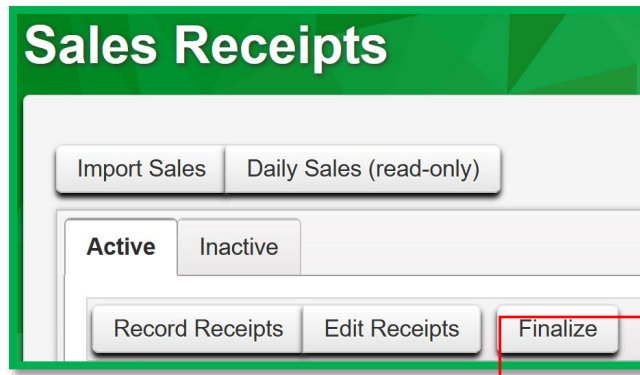 Sales Receipts
Import Sales Daily Sales (read-only)
Active Inactive
Record Receipts Edit Receipts Finalize